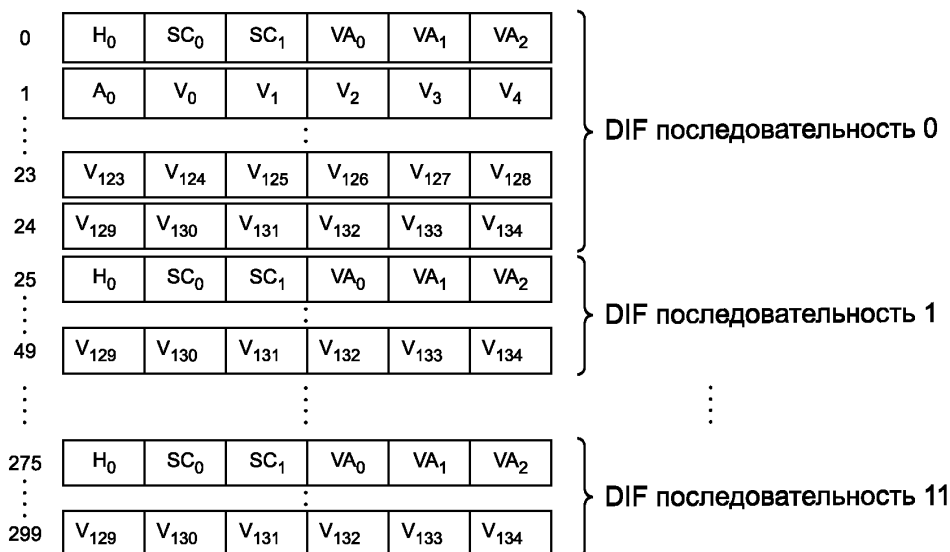 0 H0 SC0 SC1 VA0 VA1 VA2
1 A0 V0 V1 V2 V3 V4
DIF последовательность 0
23 V123 V124 V125 V126 V127 V128
24 V129 V130 V131 V132 V133 V134
25 H0 SC0 SC1 VA0 VA1 VA2
DIF последовательность 1
49 V129 V130 V131 V132 V133 V134
275 H0 SC0 SC1 VA0 VA1 VA2
DIF последовательность 11
299 V129 V130 V131 V132 V133 V134